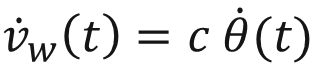 v̇_w(t) = c θ̇(t)